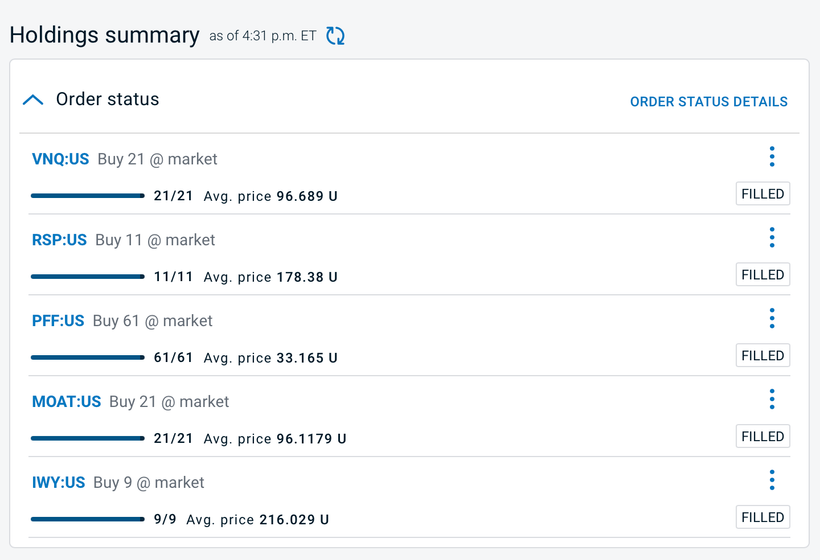 Holdings summary as of 4:31 p.m. ET
Order status ORDER STATUS DETAILS
VNQ:US Buy 21 @ market
21/21 Avg. price 96.689 U FILLED
RSP:US Buy 11 @ market
11/11 Avg. price 178.38 U FILLED
PFF:US Buy 61 @ market
61/61 Avg. price 33.165 U FILLED
MOAT:US Buy 21 @ market
21/21 Avg. price 96.1179 U FILLED
IWY:US Buy 9 @ market
9/9 Avg. price 216.029 U FILLED